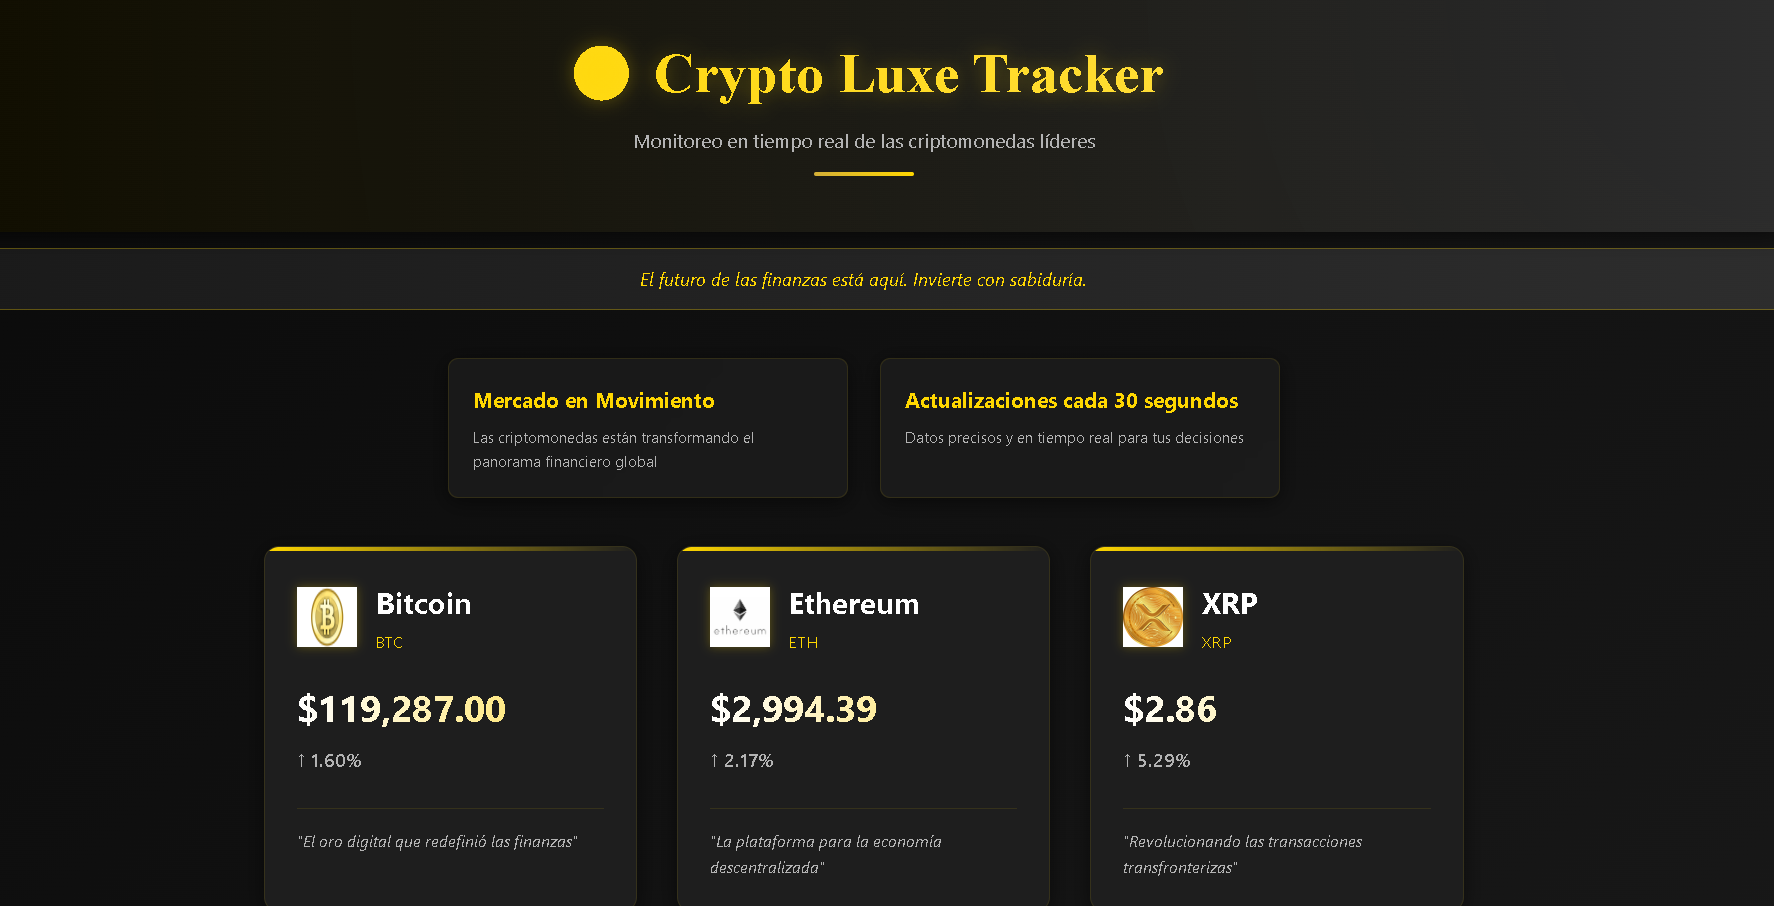 Crypto Luxe Tracker
Monitoreo en tiempo real de las criptomonedas líderes
El futuro de las finanzas está aquí. Invierte con sabiduría.
Mercado en Movimiento
Las criptomonedas están transformando el
panorama financiero global
Actualizaciones cada 30 segundos
Datos precisos y en tiempo real para tus decisiones
Bitcoin
BTC
$119,287.00
↑ 1.60%
"El oro digital que redefinió las finanzas"
ethereum
Ethereum
ETH
$2,994.39
↑ 2.17%
"La plataforma para la economía
descentralizada"
XRP
XRP
$2.86
↑ 5.29%
"Revolucionando las transacciones
transfronterizas"